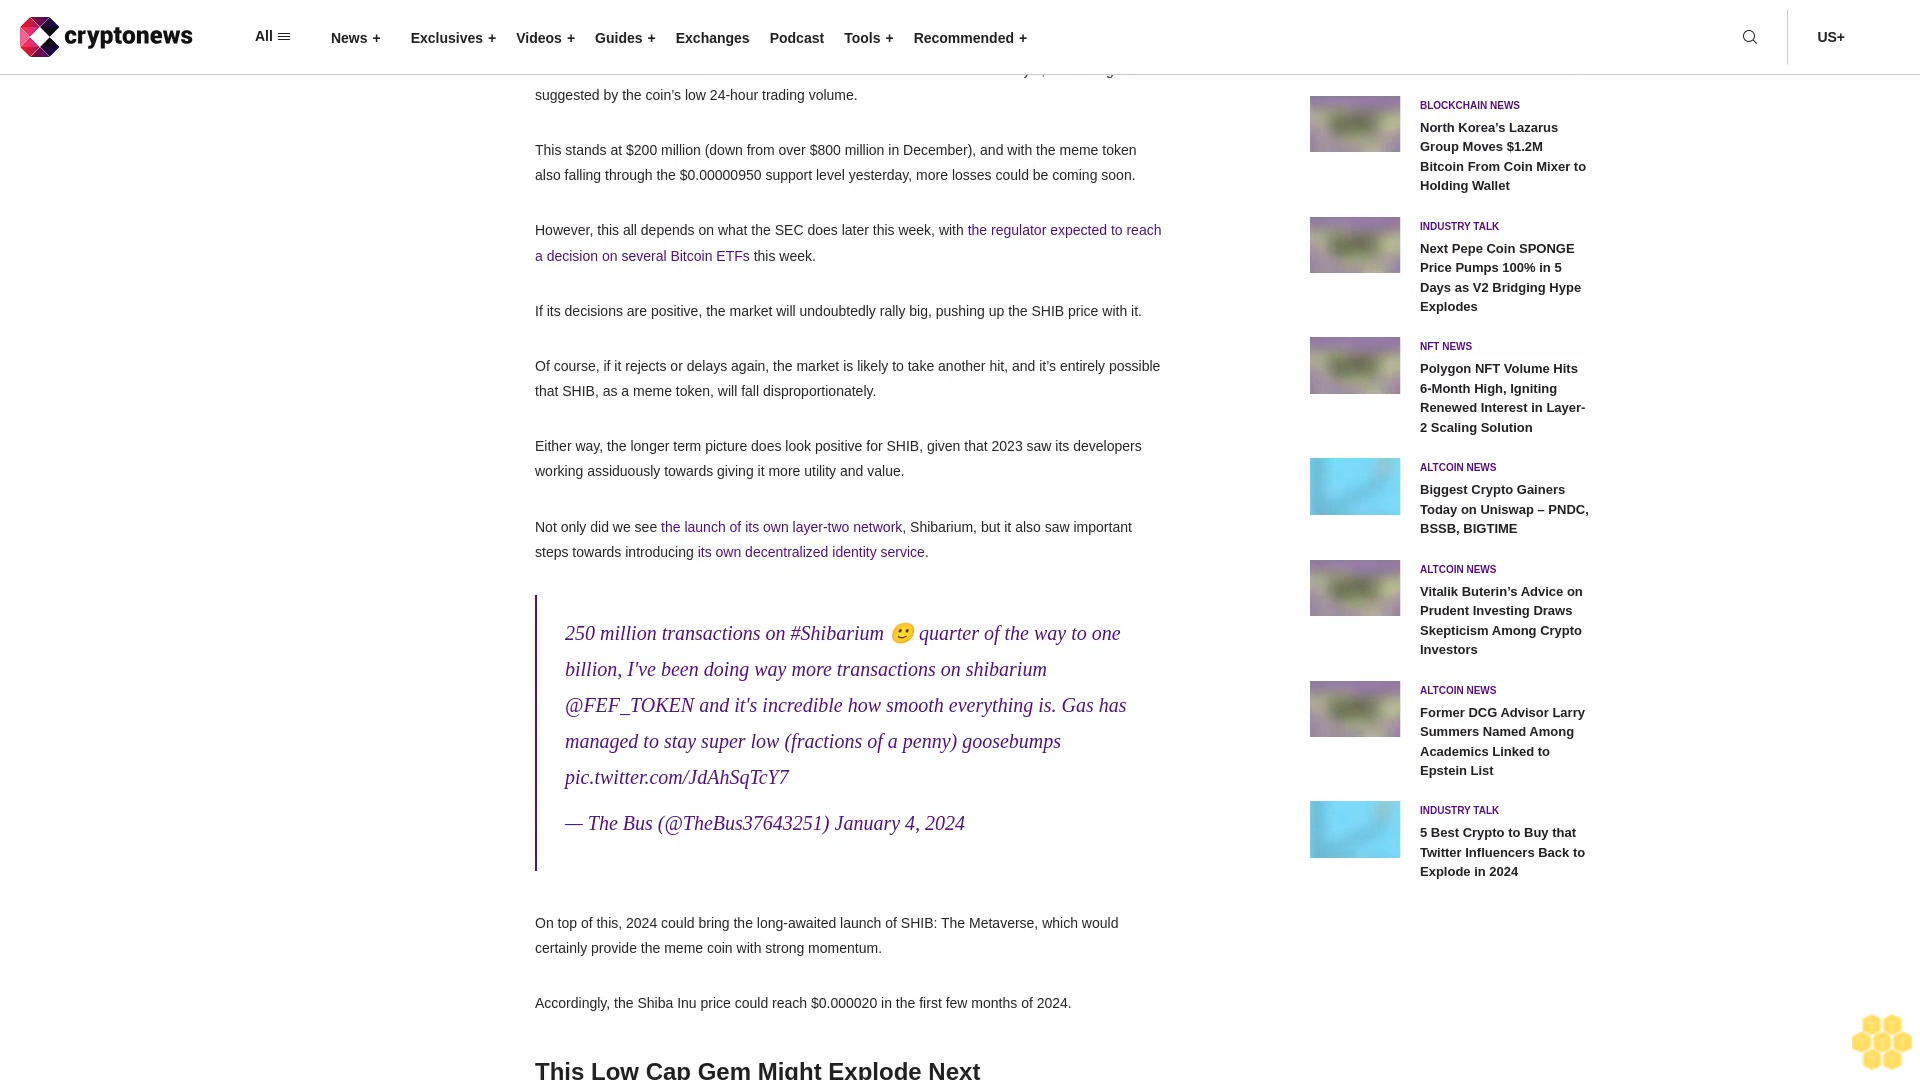 cryptonews
All
News +
Exclusives +
Videos +
Guides +
Exchanges
Podcast
Tools +
Recommended +
US+
suggested by the coin’s low 24-hour trading volume.
This stands at $200 million (down from over $800 million in December), and with the meme token
also falling through the $0.00000950 support level yesterday, more losses could be coming soon.
However, this all depends on what the SEC does later this week, with the regulator expected to reach
a decision on several Bitcoin ETFs this week.
If its decisions are positive, the market will undoubtedly rally big, pushing up the SHIB price with it.
Of course, if it rejects or delays again, the market is likely to take another hit, and it’s entirely possible
that SHIB, as a meme token, will fall disproportionately.
Either way, the longer term picture does look positive for SHIB, given that 2023 saw its developers
working assiduously towards giving it more utility and value.
Not only did we see the launch of its own layer-two network, Shibarium, but it also saw important
steps towards introducing its own decentralized identity service.
250 million transactions on #Shibarium 🙂 quarter of the way to one
billion, I've been doing way more transactions on shibarium
@FEF_TOKEN and it's incredible how smooth everything is. Gas has
managed to stay super low (fractions of a penny) goosebumps
pic.twitter.com/JdAhSqTcY7
— The Bus (@TheBus37643251) January 4, 2024
On top of this, 2024 could bring the long-awaited launch of SHIB: The Metaverse, which would
certainly provide the meme coin with strong momentum.
Accordingly, the Shiba Inu price could reach $0.000020 in the first few months of 2024.
This Low Cap Gem Might Explode Next
BLOCKCHAIN NEWS
North Korea’s Lazarus
Group Moves $1.2M
Bitcoin From Coin Mixer to
Holding Wallet
INDUSTRY TALK
Next Pepe Coin SPONGE
Price Pumps 100% in 5
Days as V2 Bridging Hype
Explodes
NFT NEWS
Polygon NFT Volume Hits
6-Month High, Igniting
Renewed Interest in Layer-
2 Scaling Solution
ALTCOIN NEWS
Biggest Crypto Gainers
Today on Uniswap – PNDC,
BSSB, BIGTIME
ALTCOIN NEWS
Vitalik Buterin’s Advice on
Prudent Investing Draws
Skepticism Among Crypto
Investors
ALTCOIN NEWS
Former DCG Advisor Larry
Summers Named Among
Academics Linked to
Epstein List
INDUSTRY TALK
5 Best Crypto to Buy that
Twitter Influencers Back to
Explode in 2024